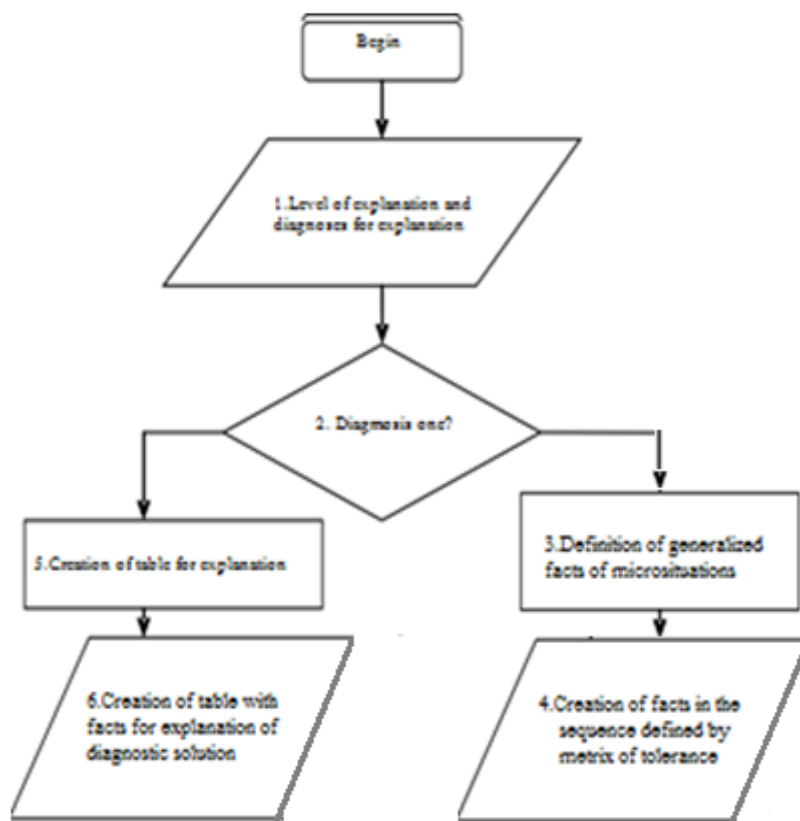 Begin
1.Level of explanation and
diagnoses for explanation
2. Diagnosis one?
5.Creation of table for explanation
3.Definition of generalized
facts of microsituations
6.Creation of table with
facts for explanation of
diagnostic solution
4.Creation of facts in the
sequence defined by
metrix of tolerance